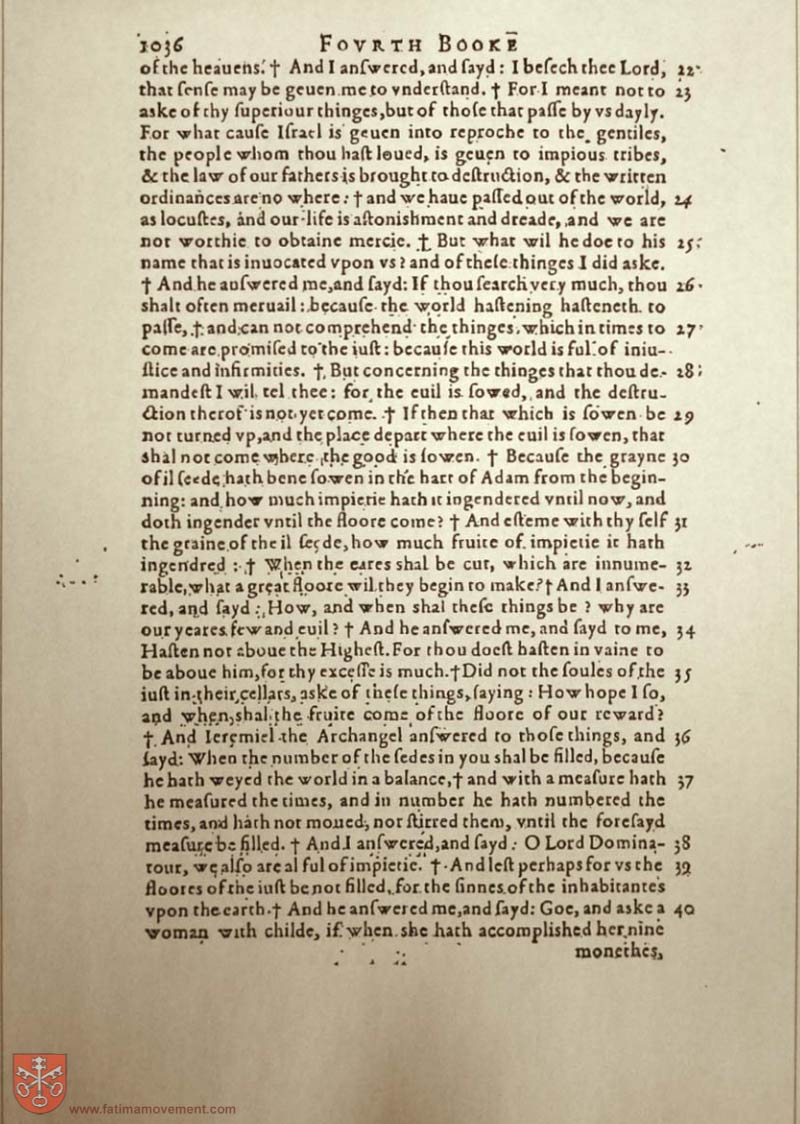 1036 FOVRTH BOOKE
of the heauens. † And I anſwered, and ſayd: I beſech thee Lord, 22
that ſenſe may be geuen me to vnderſtand. † For I meant not to 23
aske of thy ſuperiour thinges, but of thoſe that paſſe by vs dayly.
For what cauſe Iſrael is geuen into reproche to the gentiles,
the people whom thou haſt loued, is geuen to impious tribes,
& the law of our fathers is brought to deſtruction, & the written
ordinances are no where: † and we haue paſſed out of the world, 24
as locuſtes, and our life is aſtonishment and dreade, and we are
not worthie to obtaine mercie. † But what wil he doe to his 25
name that is inuocated vpon vs? and of theſe thinges I did aske.
† And he anſwered me, and ſayd: If thou ſearch very much, thou 26
shalt often meruail: becauſe the world haſtening haſteneth to
paſſe, † and can not comprehend the thinges, which in times to 27
come are promiſed to the iuſt: becauſe this world is ful of iniu-
ſtice and infirmities. † But concerning the thinges that thou de- 28
mandeſt I wil tel thee: for the euil is ſowed, and the deſtru-
ction therof is not yet come. † If then that which is ſowen be 29
not turned vp, and the place depart where the euil is ſowen, that
shal not come where the good is ſowen. † Becauſe the grayne 30
of il ſeede hath bene ſowen in the hart of Adam from the begin-
ning: and how much impietie hath it ingendered vntil now, and
doth ingender vntil the floore come? † And eſteme with thy ſelf 31
the graine of the il ſeede, how much fruite of impietie it hath
ingendred: † When the eares shal be cut, which are innume- 32
rable, what a great floore wil they begin to make? † And I anſwe- 33
red, and ſayd: How, and when shal theſe things be? why are
our yeares few and euil? † And he anſwered me, and ſayd to me, 34
Haſten not aboue the Higheſt. For thou doeſt haſten in vaine to
be aboue him, for thy exceſſe is much. † Did not the ſoules of the 35
iuſt in their cellars, aske of theſe things, ſaying: How hope I ſo,
and when shal the fruite come of the floore of our reward?
† And Ieremiel the Archangel anſwered to thoſe things, and 36
ſayd: When the number of the ſedes in you shal be filled, becauſe
he hath weyed the world in a balance, † and with a meaſure hath 37
he meaſured the times, and in number he hath numbered the
times, and hath not moued, nor ſtirred them, vntil the foreſayd
meaſure be filled. † And I anſwered, and ſayd: O Lord Domina- 38
tour, we alſo are al ful of impietie. † And leſt perhaps for vs the 39
floores of the iuſt be not filled, for the ſinnes of the inhabitantes
vpon the earth. † And he anſwered me, and ſayd: Goe, and aske a 40
woman with childe, if when she hath accomplished her nine
monethes,
www.fatimamovement.com